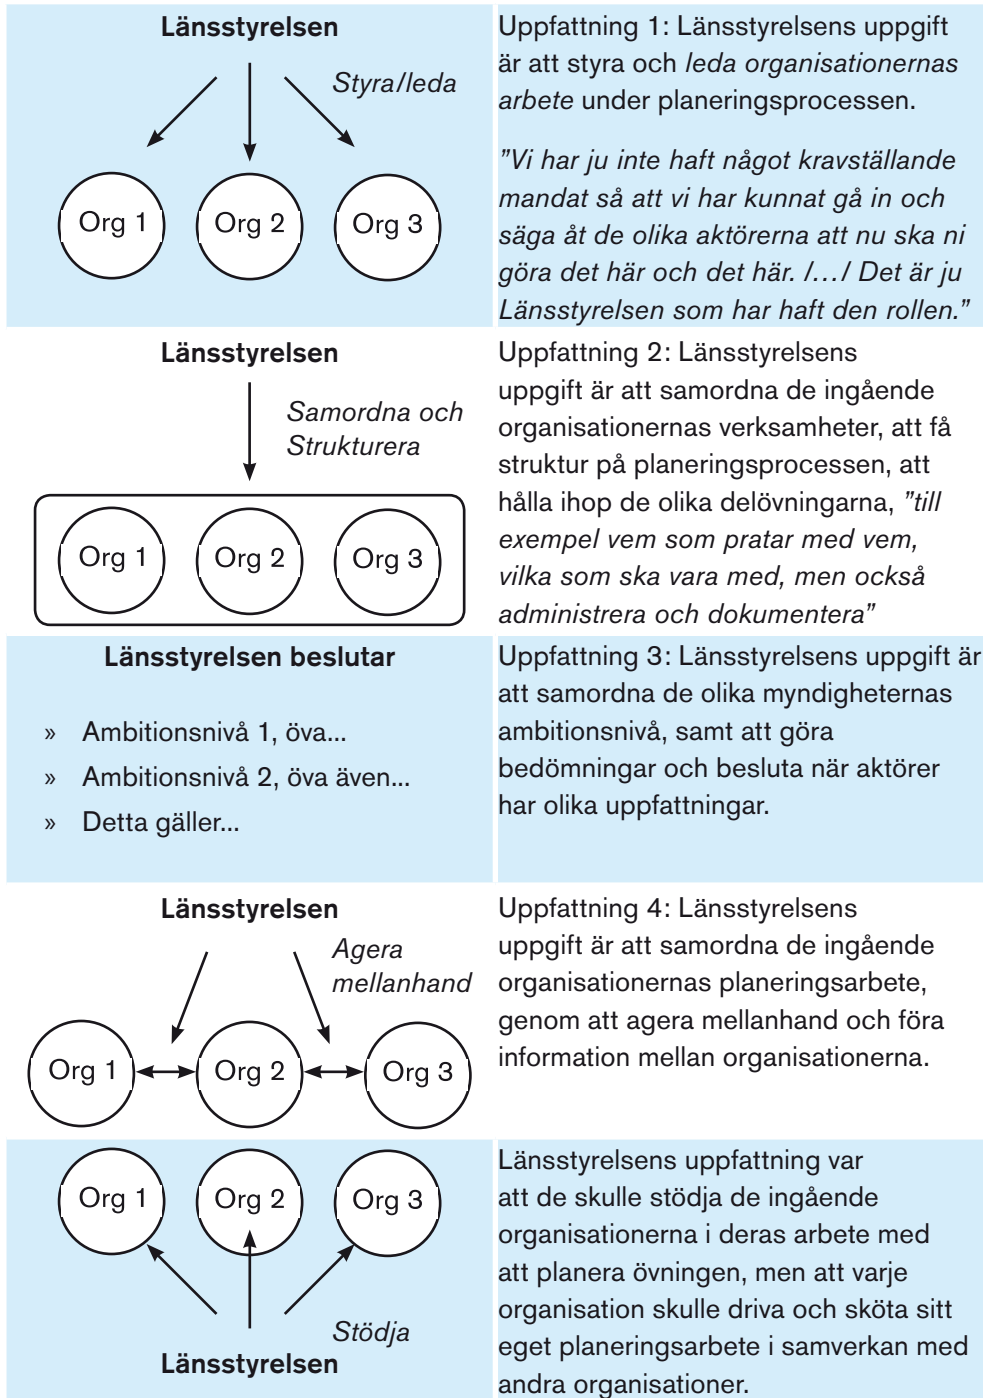 Länsstyrelsen
Styra/leda
Org 1 Org 2 Org 3
Uppfattning 1: Länsstyrelsens uppgift
är att styra och leda organisationernas
arbete under planeringsprocessen.
”Vi har ju inte haft något kravställande
mandat så att vi har kunnat gå in och
säga åt de olika aktörerna att nu ska ni
göra det här och det här. /…/ Det är ju
Länsstyrelsen som har haft den rollen.”
Länsstyrelsen
Samordna och
Strukturera
Org 1 Org 2 Org 3
Uppfattning 2: Länsstyrelsens
uppgift är att samordna de ingående
organisationernas verksamheter, att få
struktur på planeringsprocessen, att
hålla ihop de olika delövningarna, ”till
exempel vem som pratar med vem,
vilka som ska vara med, men också
administrera och dokumentera”
Länsstyrelsen beslutar
» Ambitionsnivå 1, öva...
» Ambitionsnivå 2, öva även...
» Detta gäller...
Uppfattning 3: Länsstyrelsens uppgift är
att samordna de olika myndigheternas
ambitionsnivå, samt att göra
bedömningar och besluta när aktörer
har olika uppfattningar.
Länsstyrelsen
Agera
mellanhand
Org 1 Org 2 Org 3
Uppfattning 4: Länsstyrelsens
uppgift är att samordna de ingående
organisationernas planeringsarbete,
genom att agera mellanhand och föra
information mellan organisationerna.
Org 1 Org 2 Org 3
Stödja
Länsstyrelsen
Länsstyrelsens uppfattning var
att de skulle stödja de ingående
organisationerna i deras arbete med
att planera övningen, men att varje
organisation skulle driva och sköta sitt
eget planeringsarbete i samverkan med
andra organisationer.